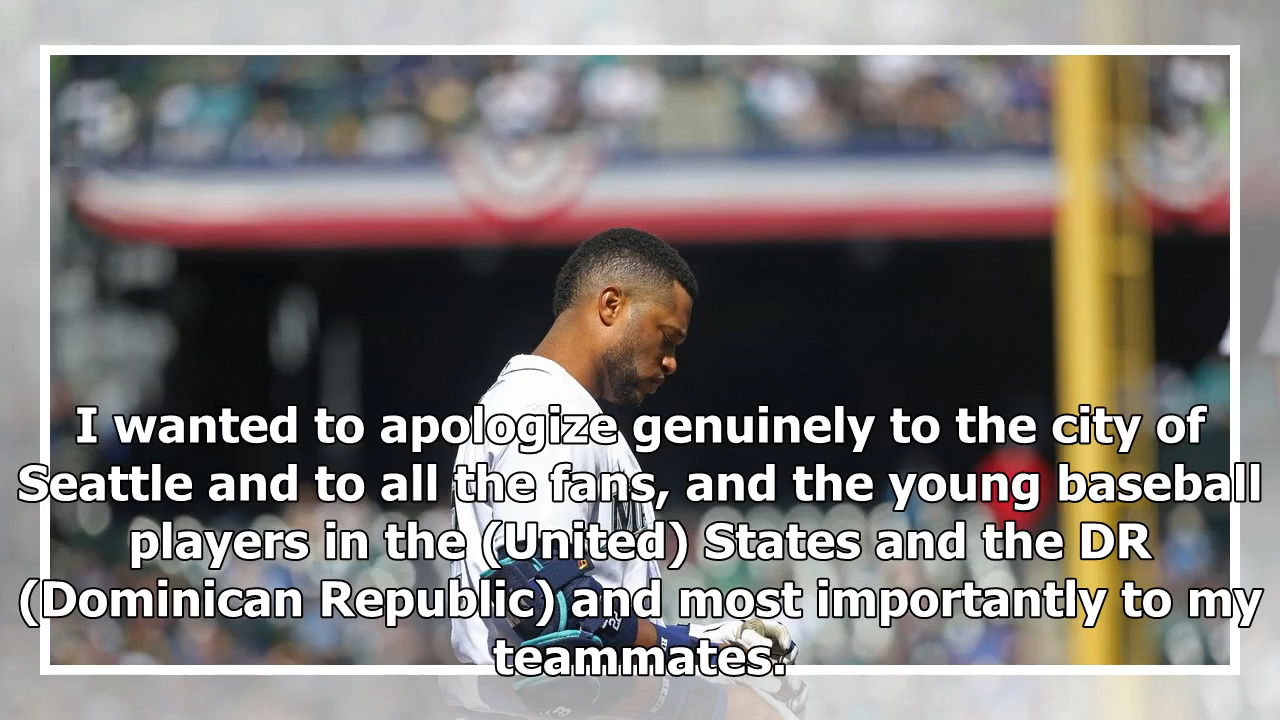 I wanted to apologize genuinely to the city of
Seattle and to all the fans, and the young baseball
players in the (United) States and the DR
(Dominican Republic) and most importantly to my
teammates.